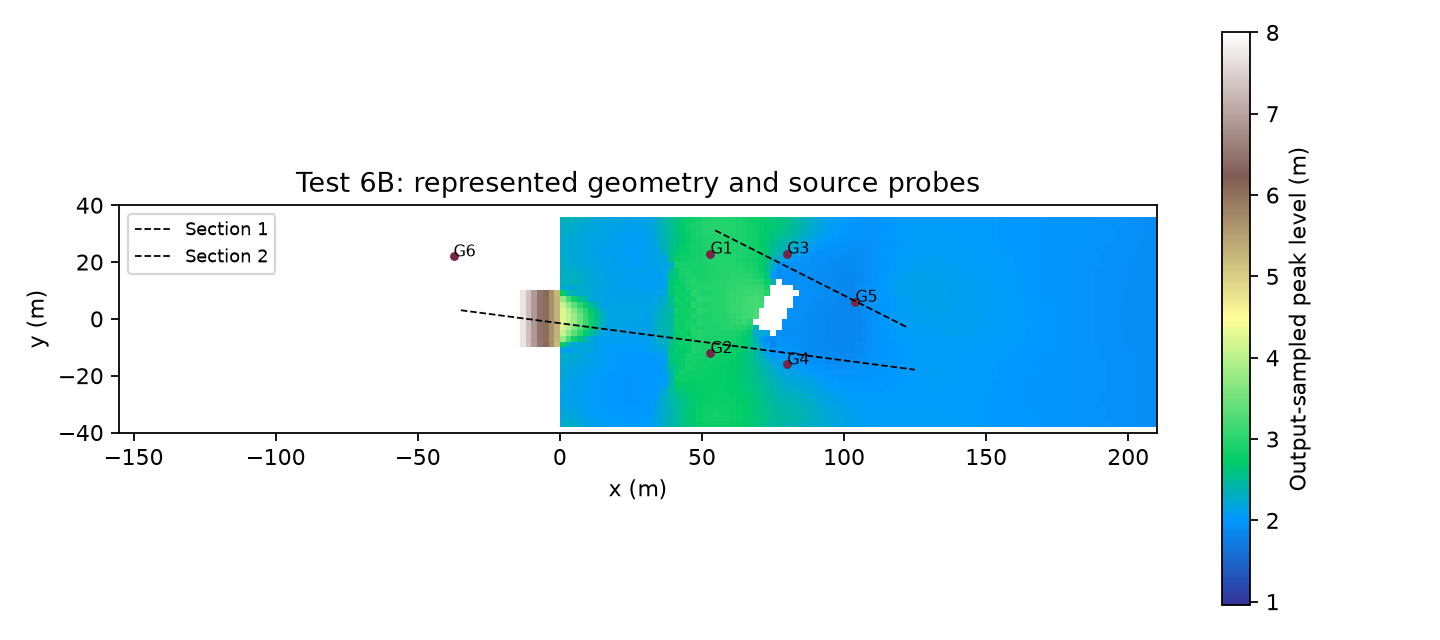 Test 6B: represented geometry and source probes
Section 1
Section 2
G6
G1
G3
G5
G2
G4
40
20
0
−20
−40
y (m)
−150
−100
−50
0
50
100
150
200
x (m)
8
7
6
5
4
3
2
1
Output-sampled peak level (m)